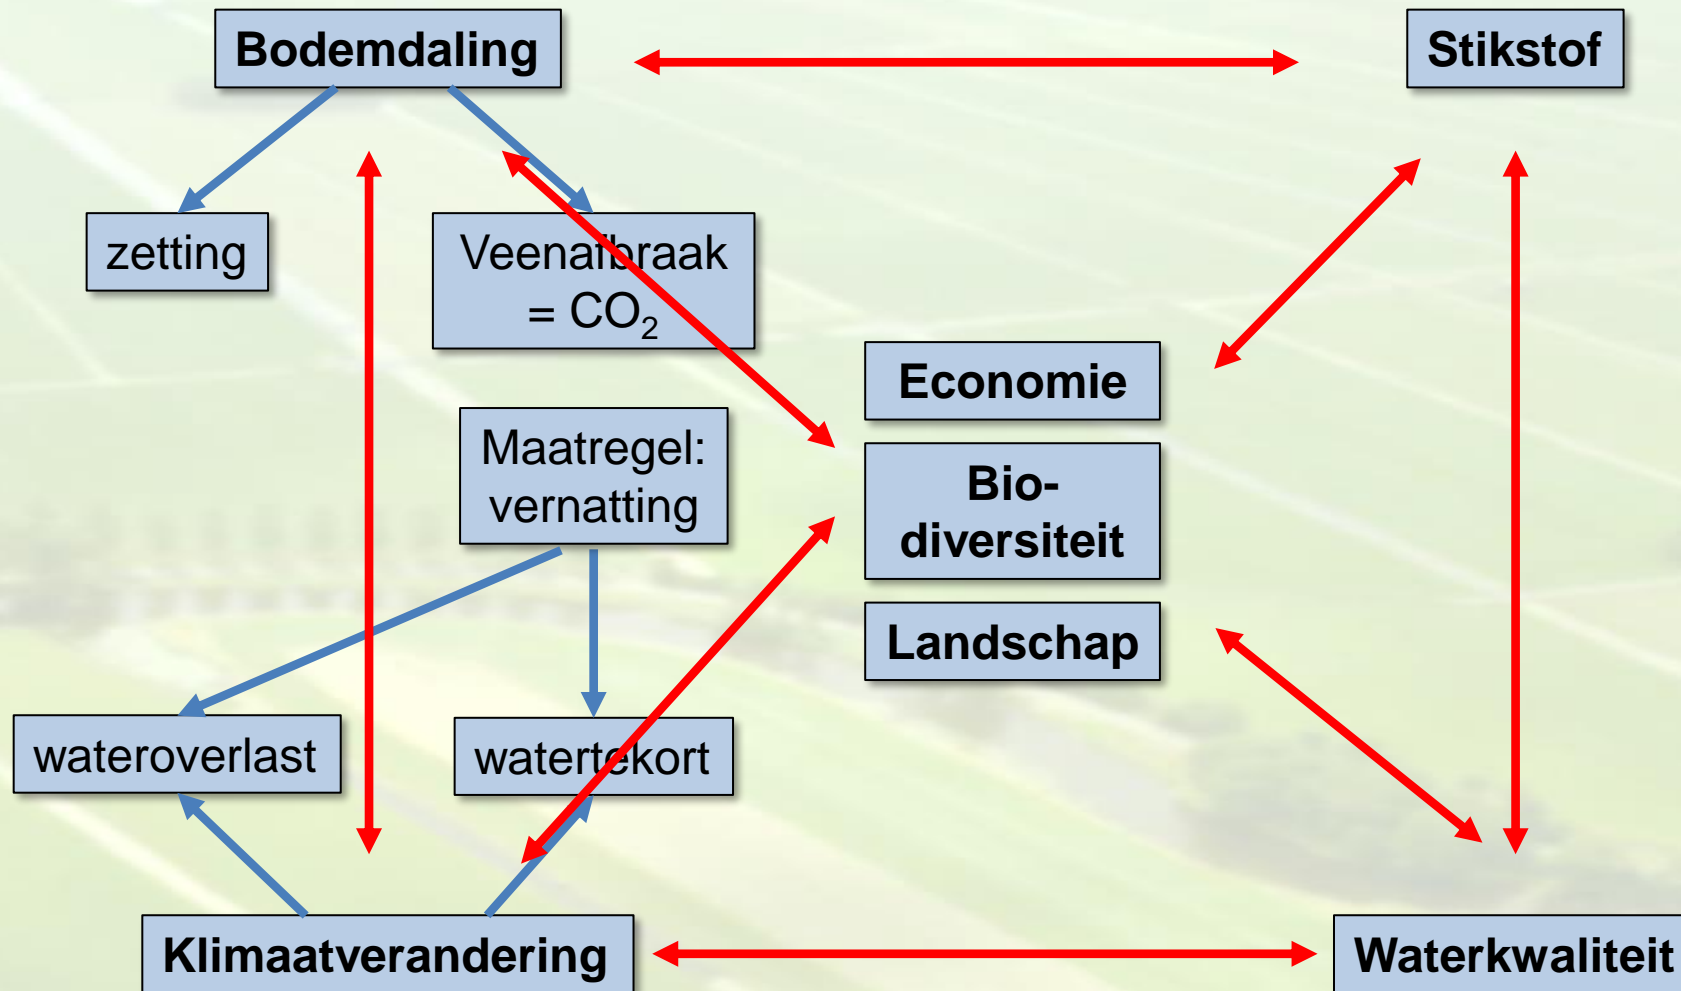 Bodemdaling
Stikstof
zetting
Veenafbraak
= CO₂
Economie
Maatregel:
vernatting
Bio-
diversiteit
Landschap
wateroverlast
watertekort
Klimaatverandering
Waterkwaliteit